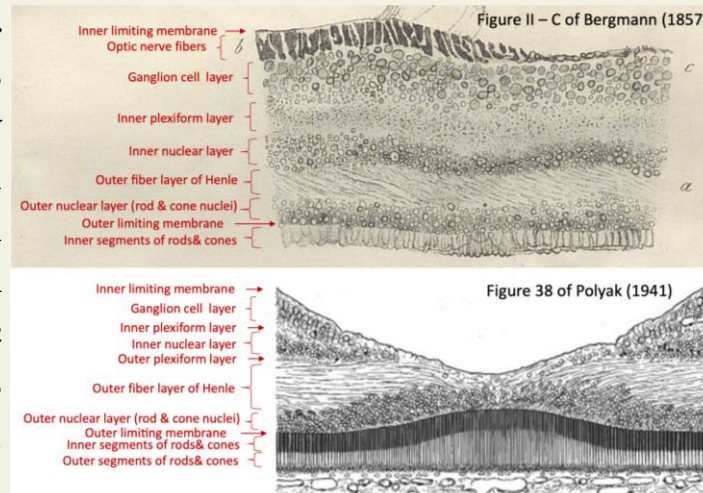 Figure II – C of Bergmann (1857
Inner limiting membrane
Optic nerve fibers
b
Ganglion cell layer
c
Inner plexiform layer
Inner nuclear layer
Outer fiber layer of Henle
a
Outer nuclear layer (rod & cone nuclei)
Outer limiting membrane
Inner segments of rods& cones
Figure 38 of Polyak (1941)
Inner limiting membrane
Ganglion cell layer
Inner plexiform layer
Inner nuclear layer
Outer plexiform layer
Outer fiber layer of Henle
Outer nuclear layer (rod & cone nuclei)
Outer limiting membrane
Inner segments of rods& cones
Outer segments of rods& cones